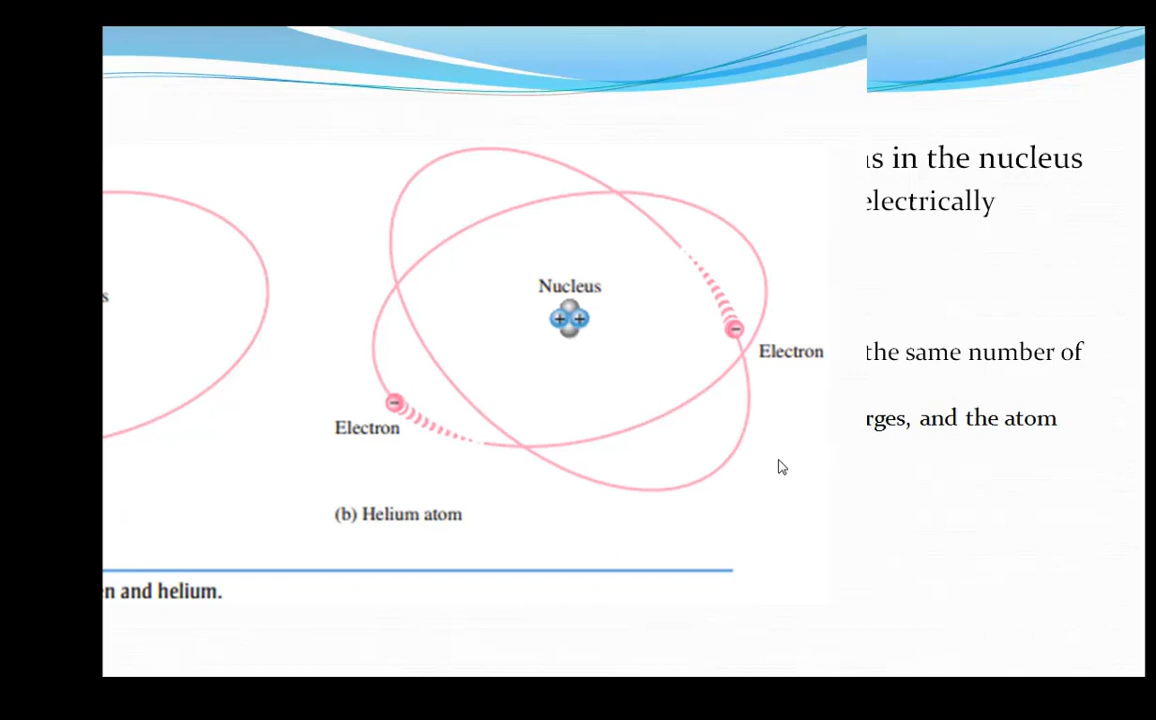 s in the nucleus
electrically
Nucleus
s
the same number of
Electron
rges, and the atom
Electron
(b) Helium atom
n and helium.